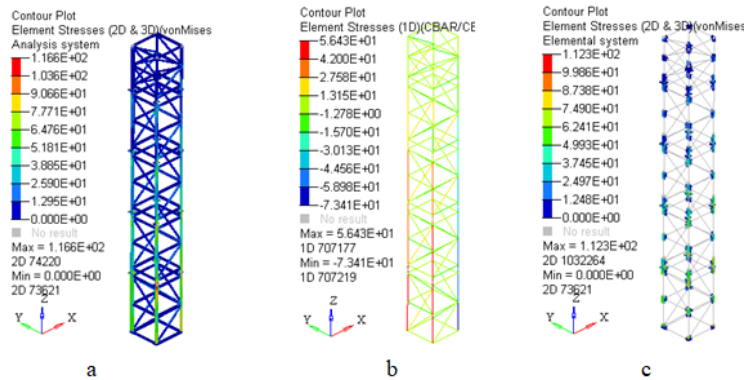 Contour Plot
Element Stresses (2D & 3D)(vonMises
Analysis system
1.166E+02
1.036E+02
9.066E+01
7.771E+01
6.476E+01
5.181E+01
3.885E+01
2.590E+01
1.295E+01
0.000E+00
No result
Max = 1.166E+02
2D 74220
Min = 0.000E+00
2D 73621
Z
Y
X
a
Contour Plot
Element Stresses (1D)(CBAR/CE
5.643E+01
4.200E+01
2.758E+01
1.315E+01
-1.278E+00
-1.570E+01
-3.013E+01
-4.456E+01
-5.898E+01
-7.341E+01
No result
Max = 5.643E+01
1D 707177
Min = -7.341E+01
1D 707219
Z
Y
X
b
Contour Plot
Element Stresses (2D & 3D)(vonMises
Elemental system
1.123E+02
9.986E+01
8.738E+01
7.490E+01
6.241E+01
4.993E+01
3.745E+01
2.497E+01
1.248E+01
0.000E+00
No result
Max = 1.123E+02
2D 1032264
Min = 0.000E+00
2D 73621
Z
Y
X
c